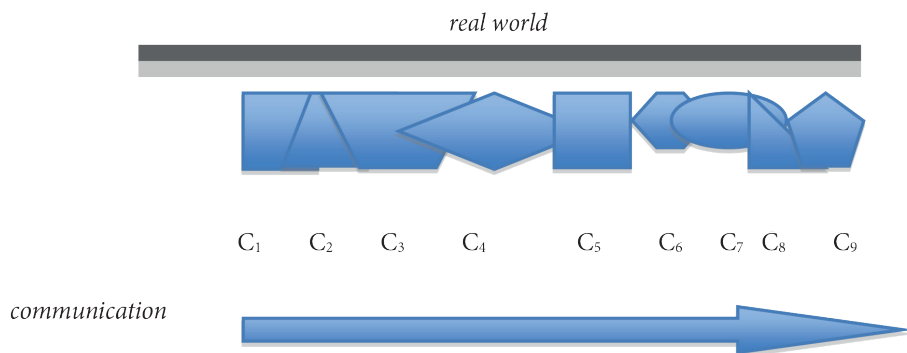 real world
C₁ C₂ C₃ C₄ C₅ C₆ C₇ C₈ C₉
communication